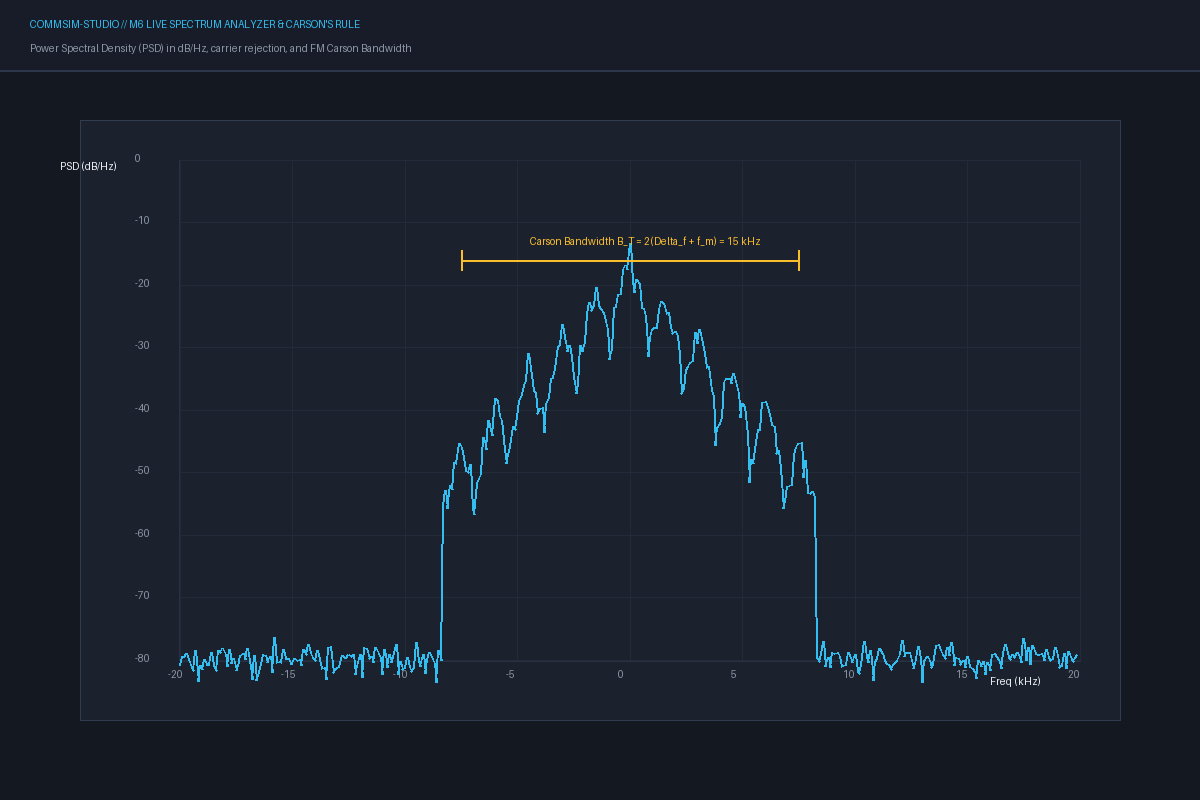 COMMSIM-STUDIO // M6 LIVE SPECTRUM ANALYZER & CARSON'S RULE
Power Spectral Density (PSD) in dB/Hz, carrier rejection, and FM Carson Bandwidth
PSD (dB/Hz)
0
-10
Carson Bandwidth B_T = 2(Delta_f + f_m) = 15 kHz
-20
-30
-40
-50
-60
-70
-80
-20 -15 -10 -5 0 5 10 15 20
Freq (kHz)